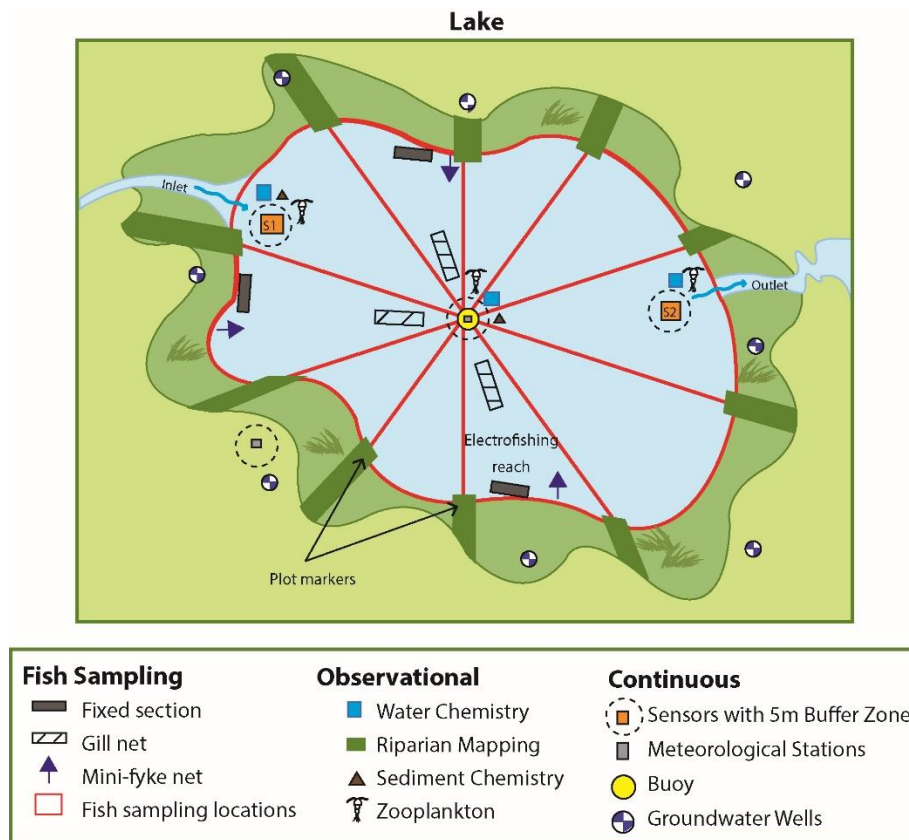 Lake
Inlet
S1
Outlet
S2
Electrofishing
reach
Plot markers
Fish Sampling
Fixed section
Gill net
Mini-fyke net
Fish sampling locations
Observational
Water Chemistry
Riparian Mapping
Sediment Chemistry
Zooplankton
Continuous
Sensors with 5m Buffer Zone
Meteorological Stations
Buoy
Groundwater Wells